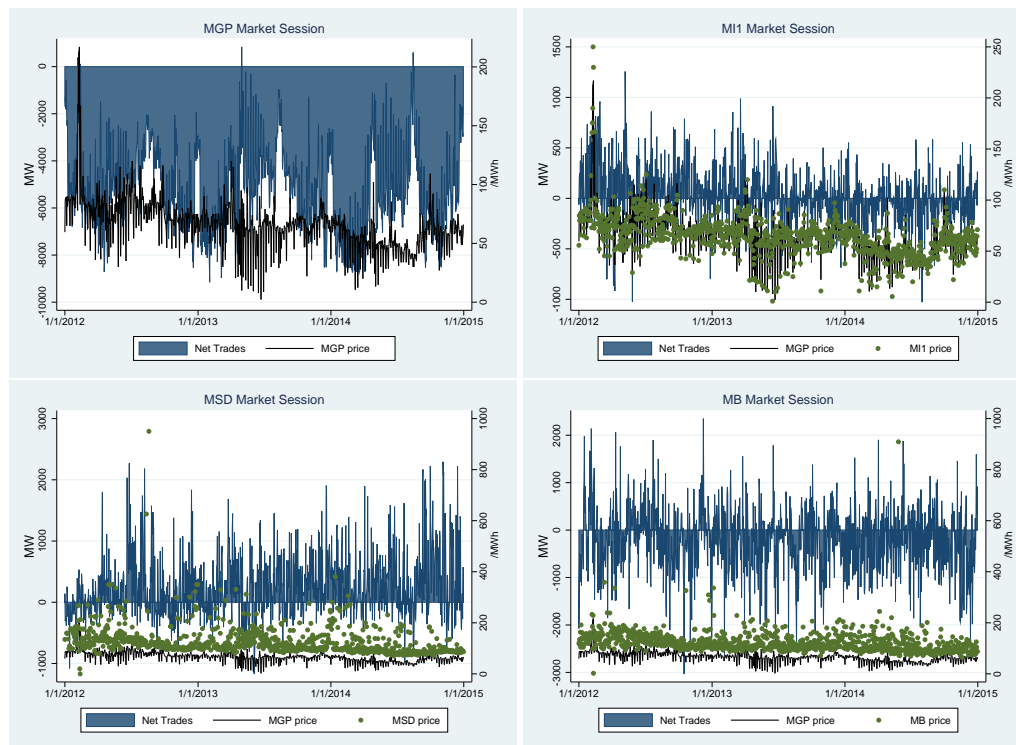 MGP Market Session
0
-2000
-4000
-6000
-8000
-10000
MW
200
150
100
50
0
/MWh
1/1/2012 1/1/2013 1/1/2014 1/1/2015
Net Trades MGP price
MI1 Market Session
1500
1000
500
0
-500
-1000
MW
250
200
150
100
50
0
/MWh
1/1/2012 1/1/2013 1/1/2014 1/1/2015
Net Trades MGP price MI1 price
MSD Market Session
3000
2000
1000
0
-1000
MW
1000
800
600
400
200
0
/MWh
1/1/2012 1/1/2013 1/1/2014 1/1/2015
Net Trades MGP price MSD price
MB Market Session
2000
1000
0
-1000
-2000
-3000
MW
1000
800
600
400
200
0
/MWh
1/1/2012 1/1/2013 1/1/2014 1/1/2015
Net Trades MGP price MB price